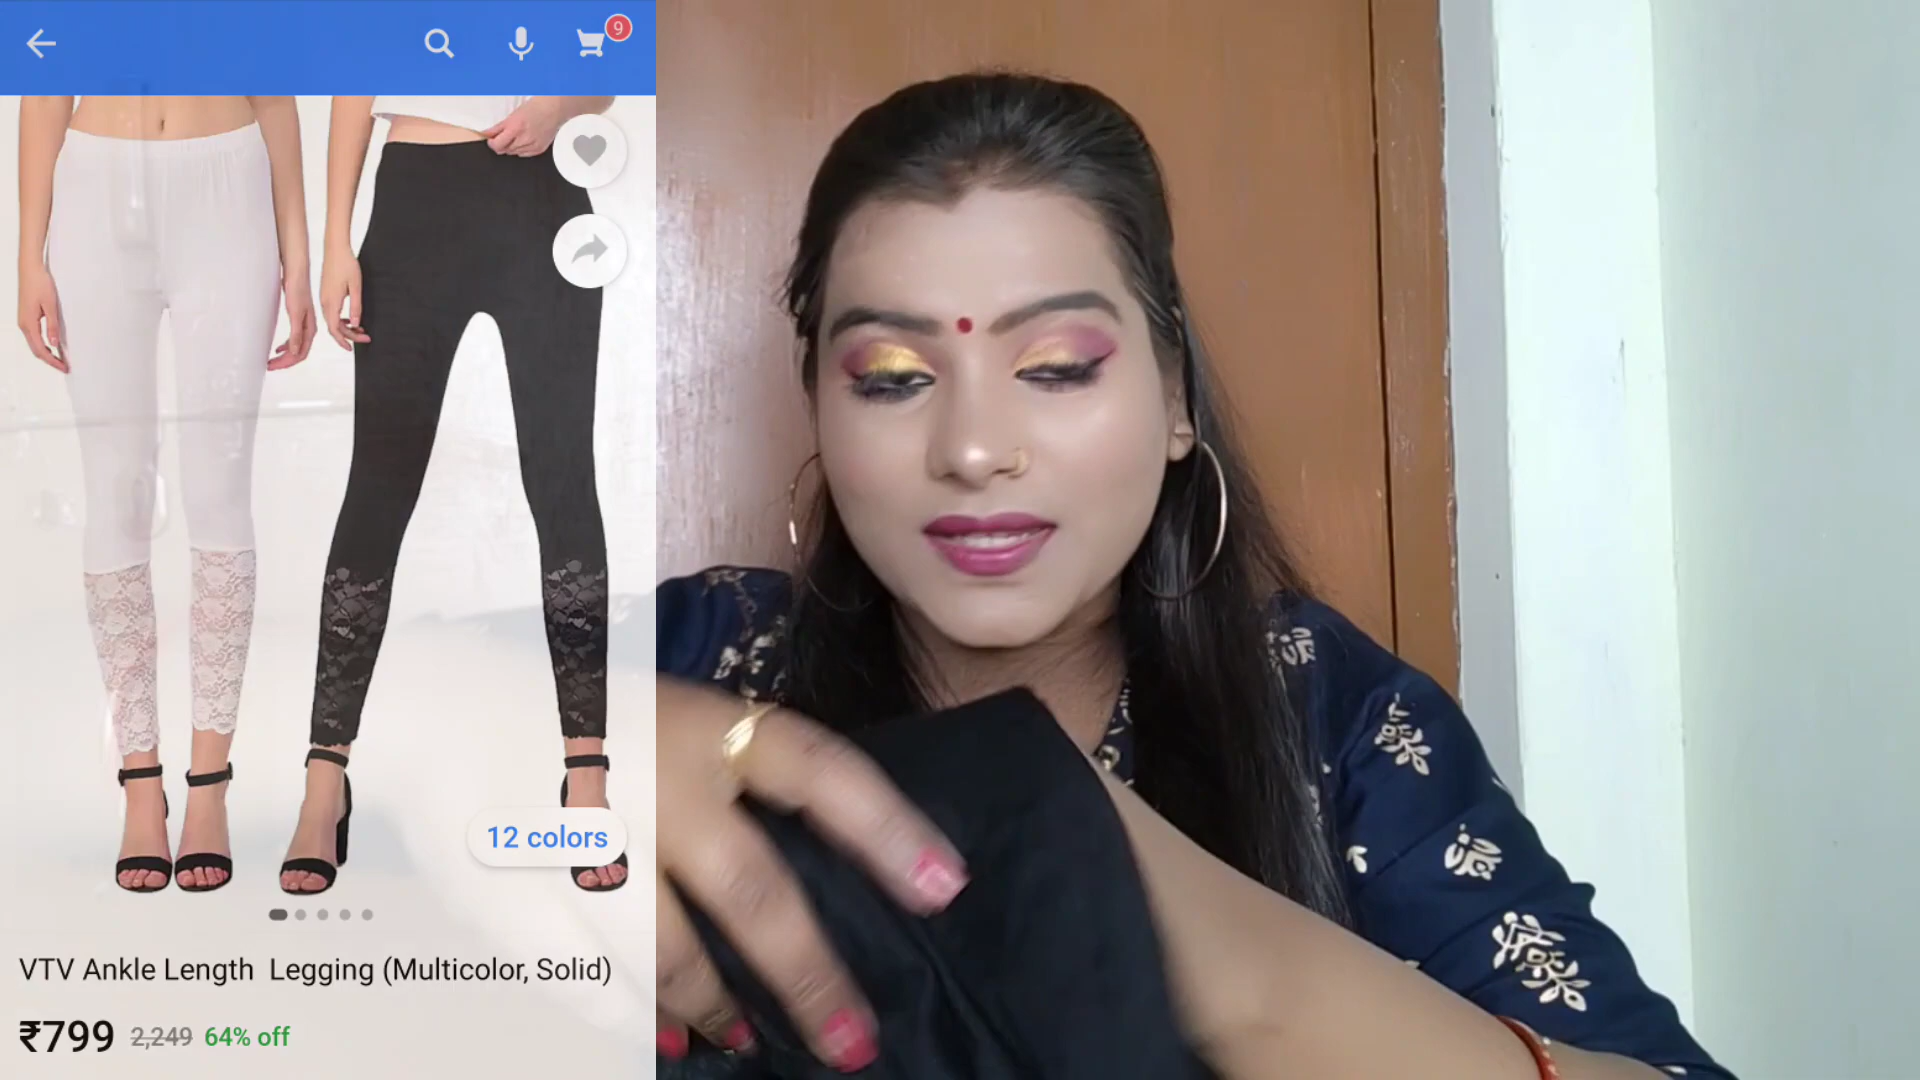 9
12 colors
VTV Ankle Length Legging (Multicolor, Solid)
₹799 2,249 64% off